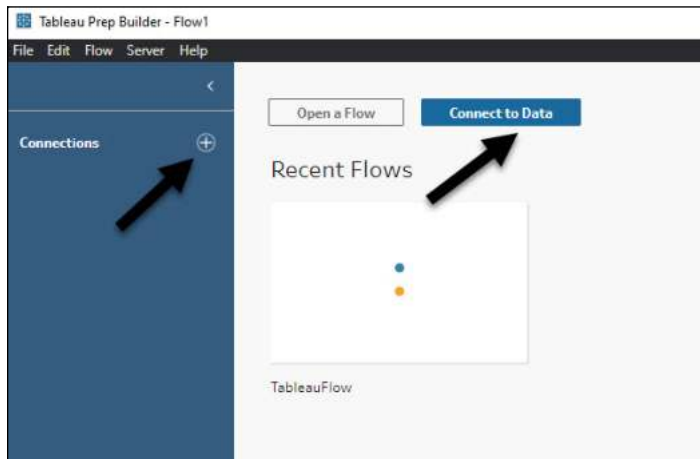 Tableau Prep Builder - Flow1
File Edit Flow Server Help
Connections
Open a Flow
Connect to Data
Recent Flows
TableauFlow